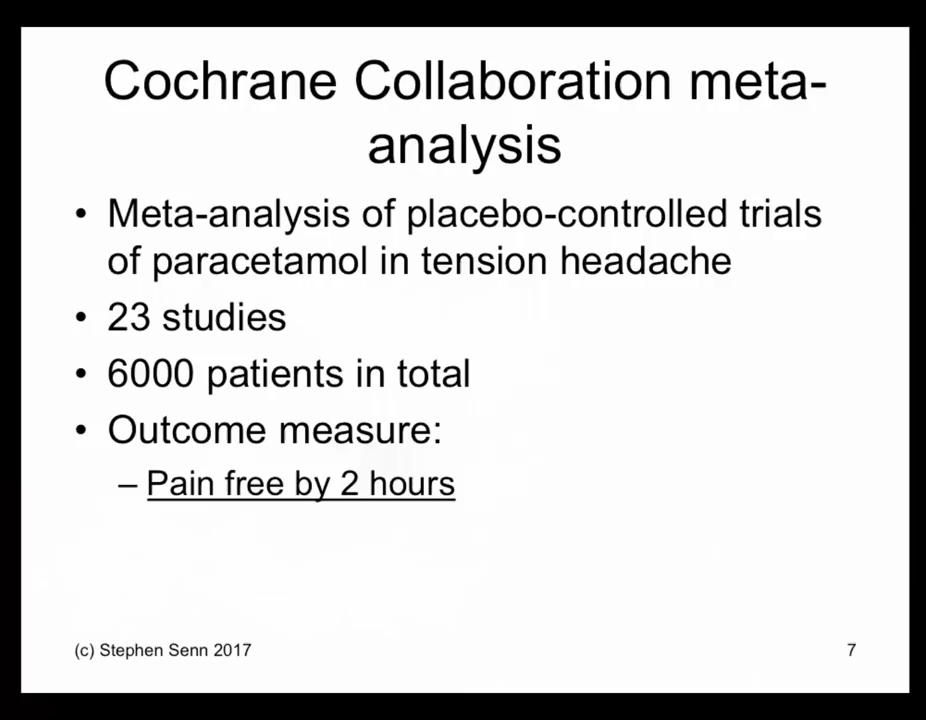 Cochrane Collaboration meta-
analysis
• Meta-analysis of placebo-controlled trials
of paracetamol in tension headache
• 23 studies
• 6000 patients in total
• Outcome measure:
– Pain free by 2 hours
(c) Stephen Senn 2017
7